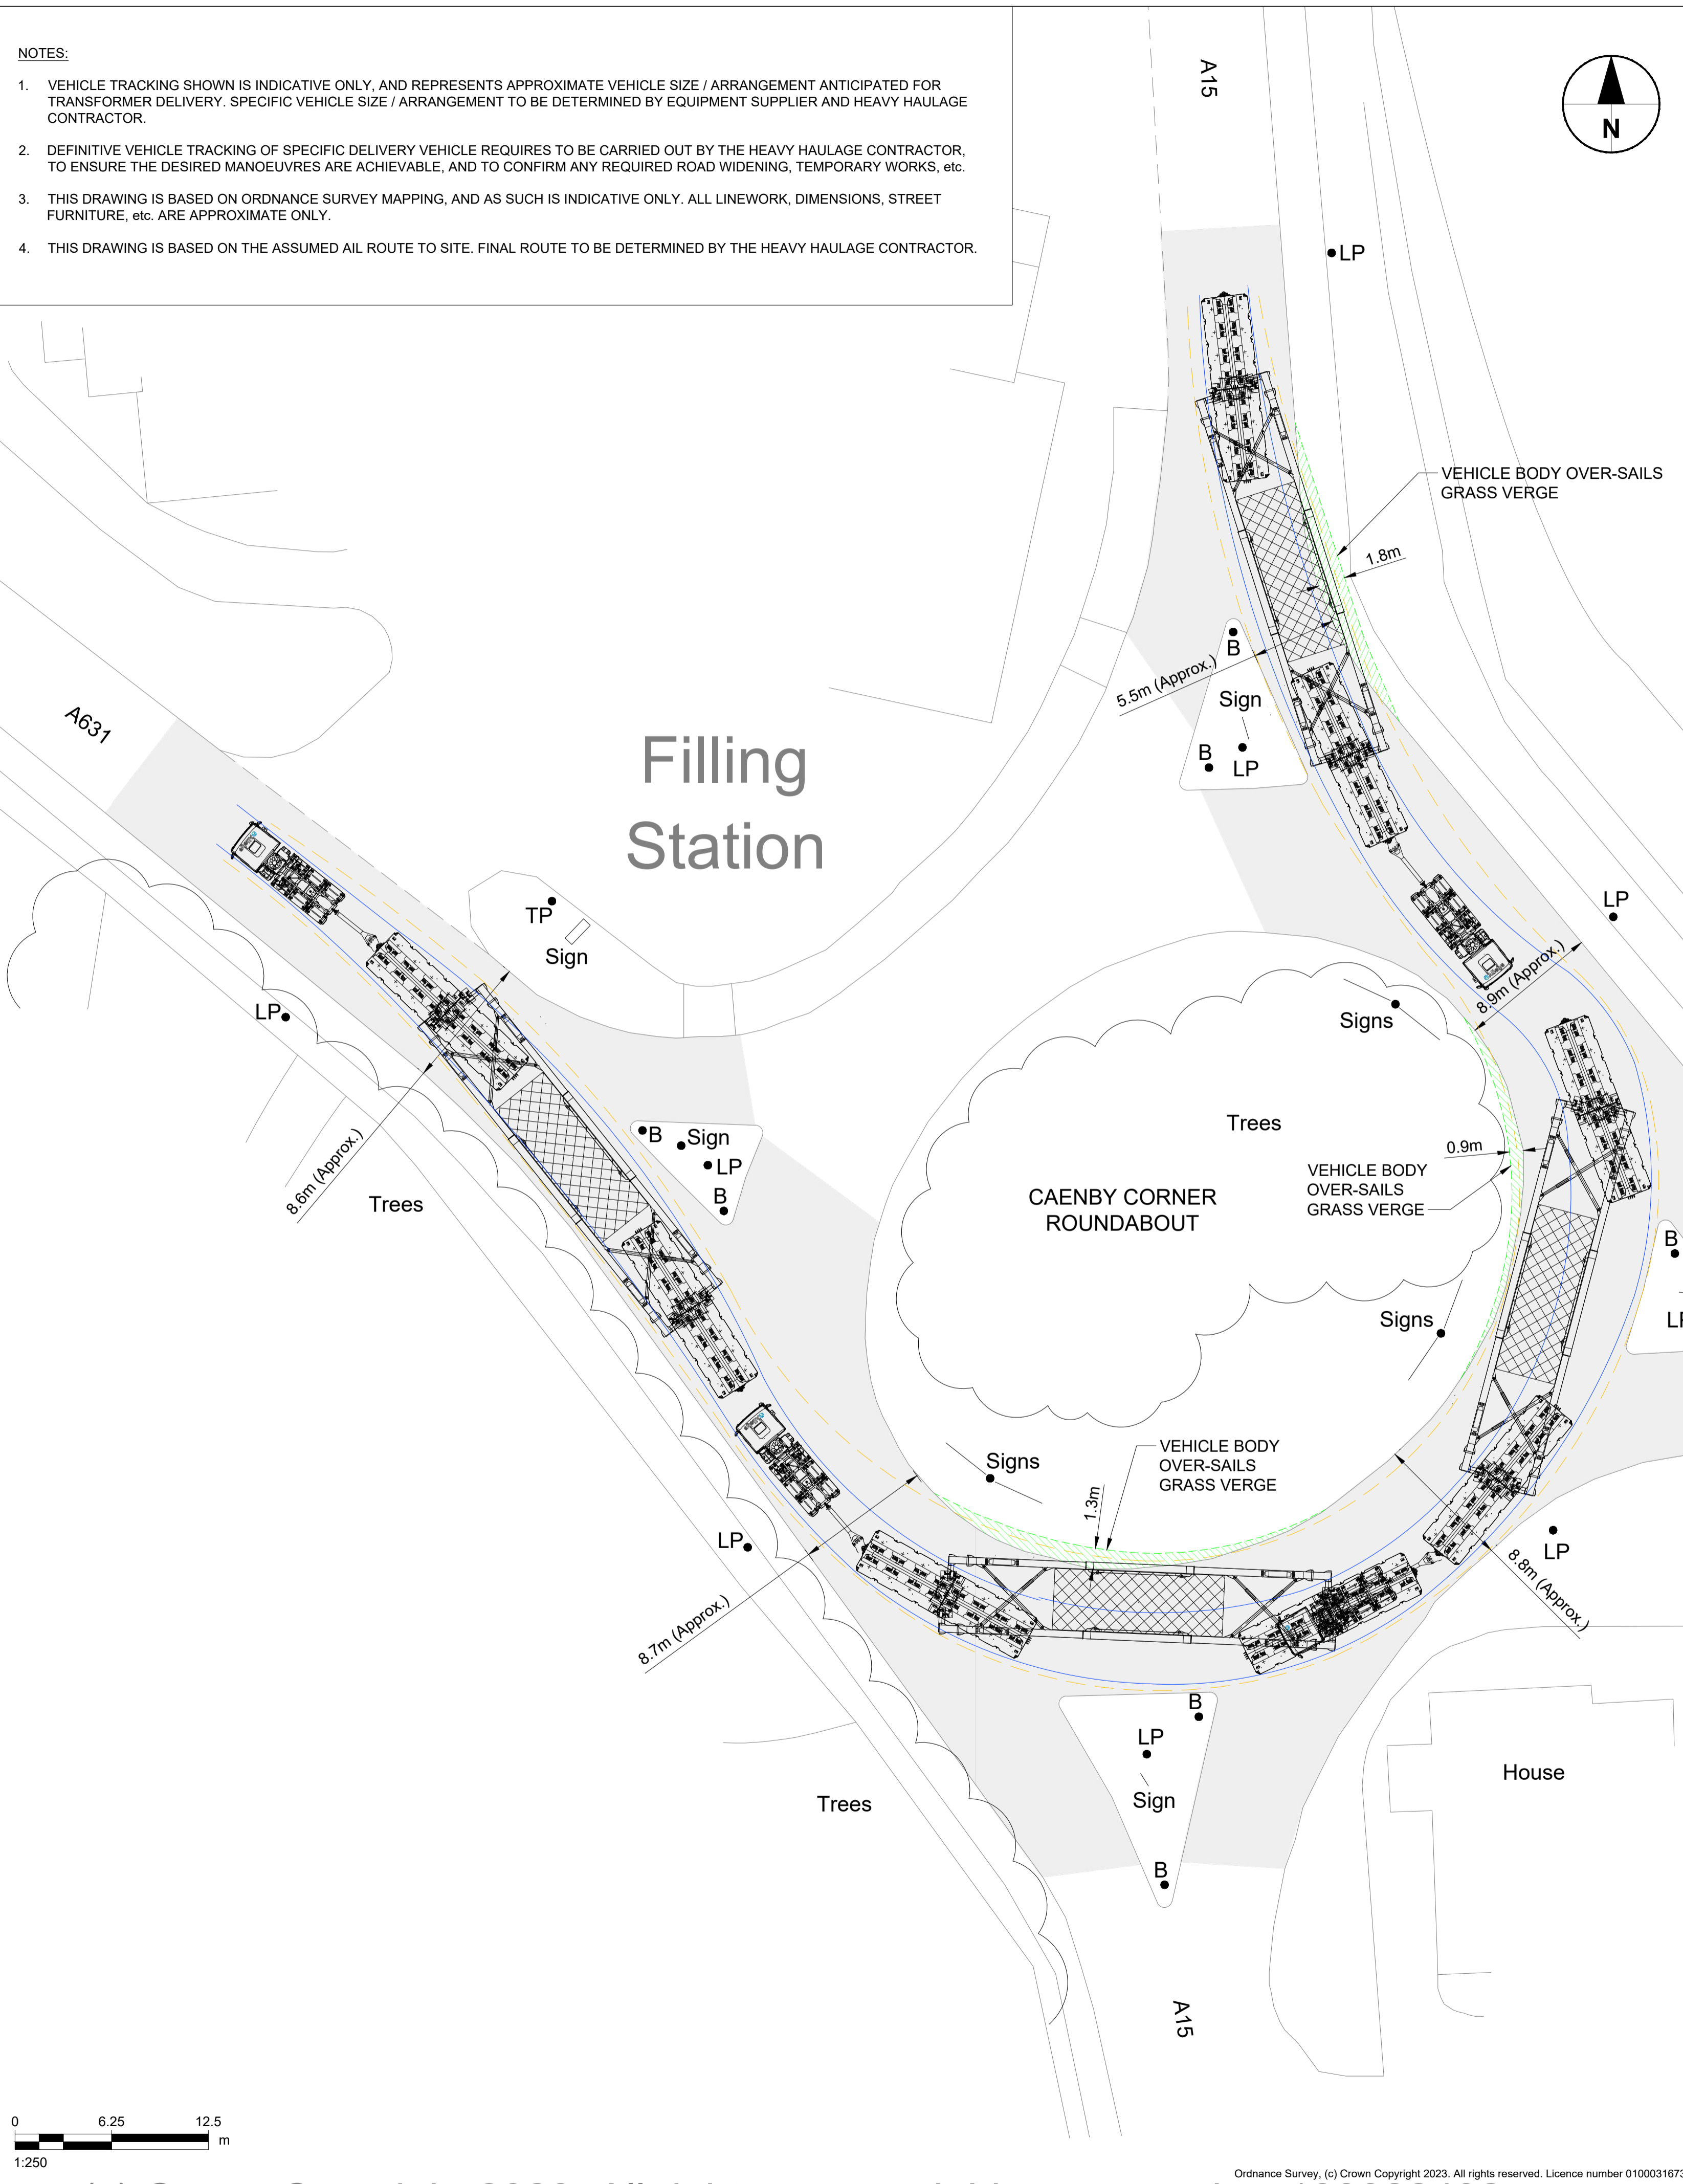 NOTES:
1. VEHICLE TRACKING SHOWN IS INDICATIVE ONLY, AND REPRESENTS APPROXIMATE VEHICLE SIZE / ARRANGEMENT ANTICIPATED FOR
TRANSFORMER DELIVERY. SPECIFIC VEHICLE SIZE / ARRANGEMENT TO BE DETERMINED BY EQUIPMENT SUPPLIER AND HEAVY HAULAGE
CONTRACTOR.
2. DEFINITIVE VEHICLE TRACKING OF SPECIFIC DELIVERY VEHICLE REQUIRES TO BE CARRIED OUT BY THE HEAVY HAULAGE CONTRACTOR,
TO ENSURE THE DESIRED MANOEUVRES ARE ACHIEVABLE, AND TO CONFIRM ANY REQUIRED ROAD WIDENING, TEMPORARY WORKS, etc.
3. THIS DRAWING IS BASED ON ORDNANCE SURVEY MAPPING, AND AS SUCH IS INDICATIVE ONLY. ALL LINEWORK, DIMENSIONS, STREET
FURNITURE, etc. ARE APPROXIMATE ONLY.
4. THIS DRAWING IS BASED ON THE ASSUMED AIL ROUTE TO SITE. FINAL ROUTE TO BE DETERMINED BY THE HEAVY HAULAGE CONTRACTOR.
A15
N
LP
VEHICLE BODY OVER-SAILS
GRASS VERGE
1.8m
B
5.5m (Approx.)
Sign
B
LP
A631
Filling
Station
TP
Sign
LP
8.9m (Approx.)
LP
Signs
B
Sign
LP
B
8.6m (Approx.)
Trees
Trees
0.9m
VEHICLE BODY
OVER-SAILS
GRASS VERGE
CAENBY CORNER
ROUNDABOUT
B
Signs
Signs
VEHICLE BODY
OVER-SAILS
GRASS VERGE
1.3m
LP
LP
8.8m (Approx.)
8.7m (Approx.)
B
LP
Sign
House
Trees
B
A15
0 6.25 12.5
m
1:250
Ordnance Survey, (c) Crown Copyright 2023. All rights reserved. Licence number 0100031673